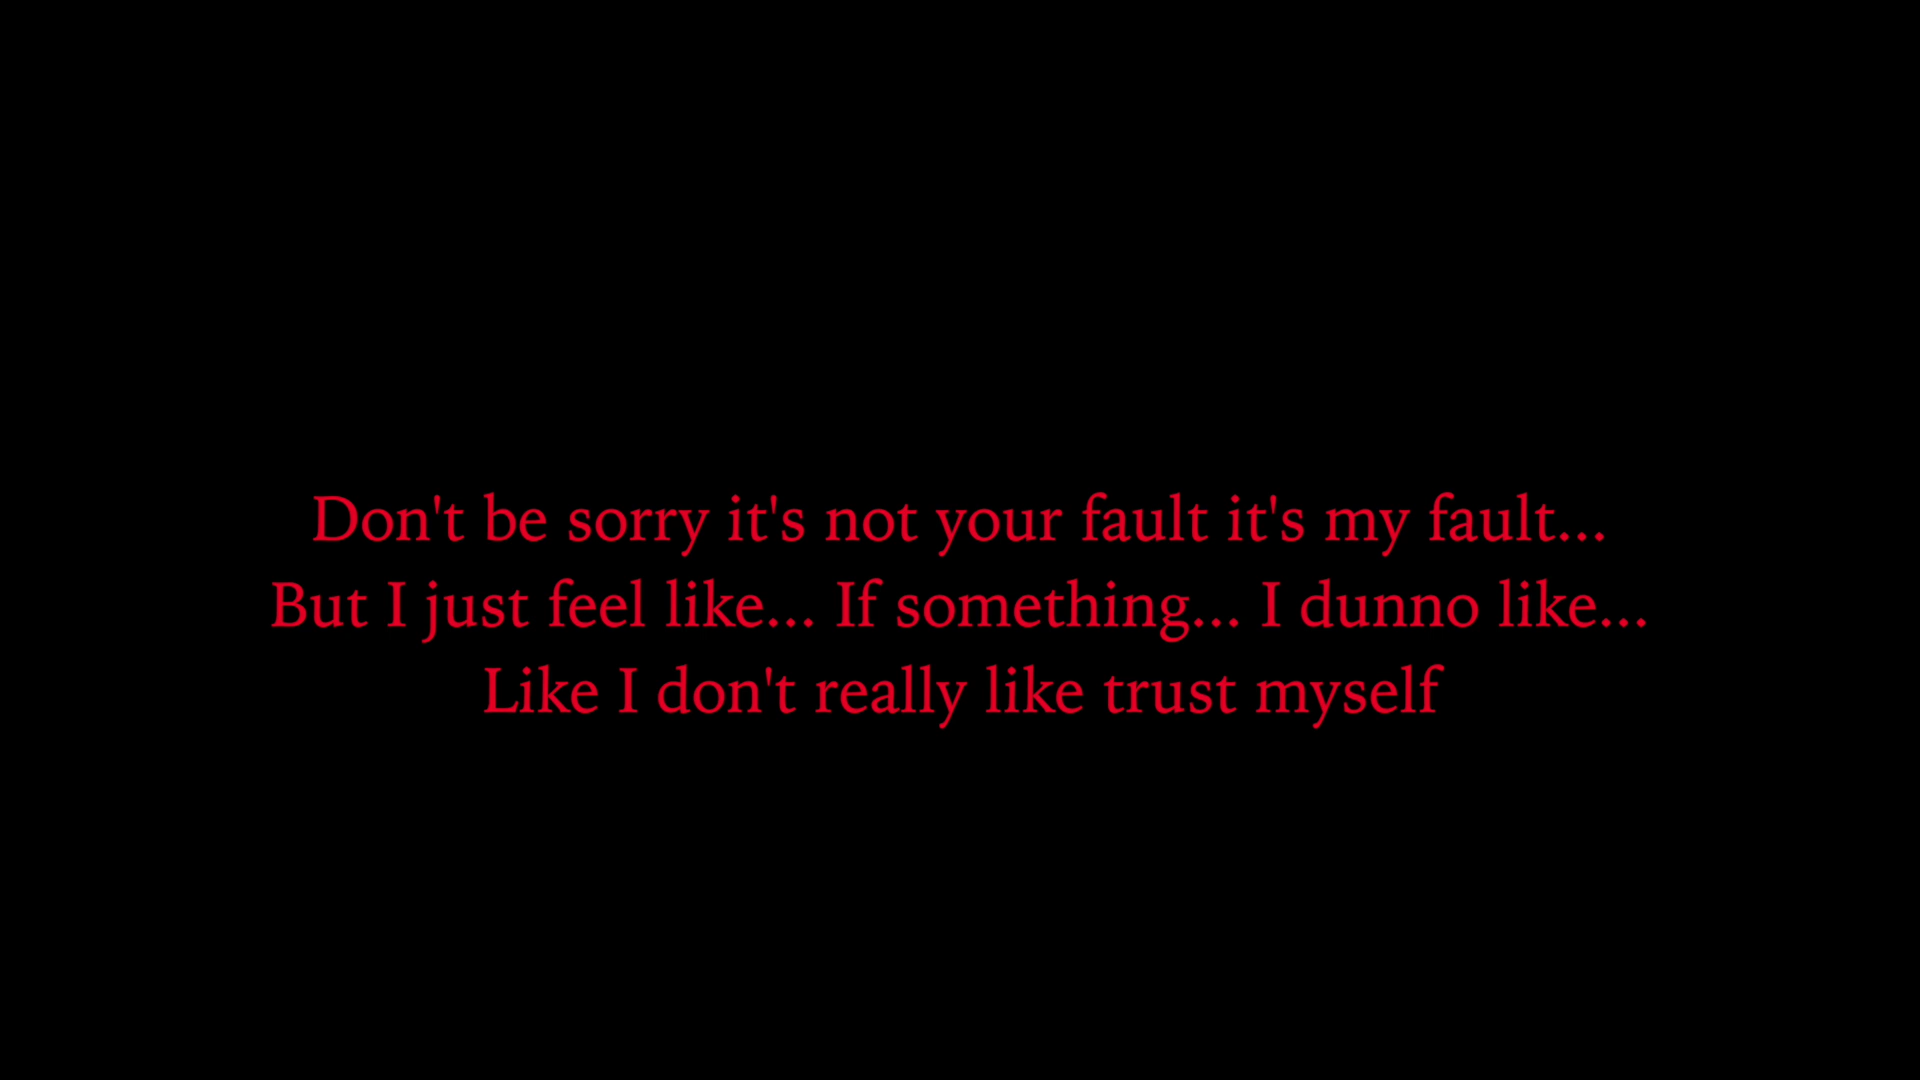 Don't be sorry it's not your fault it's my fault...
But I just feel like... If something... I dunno like...
Like I don't really like trust myself